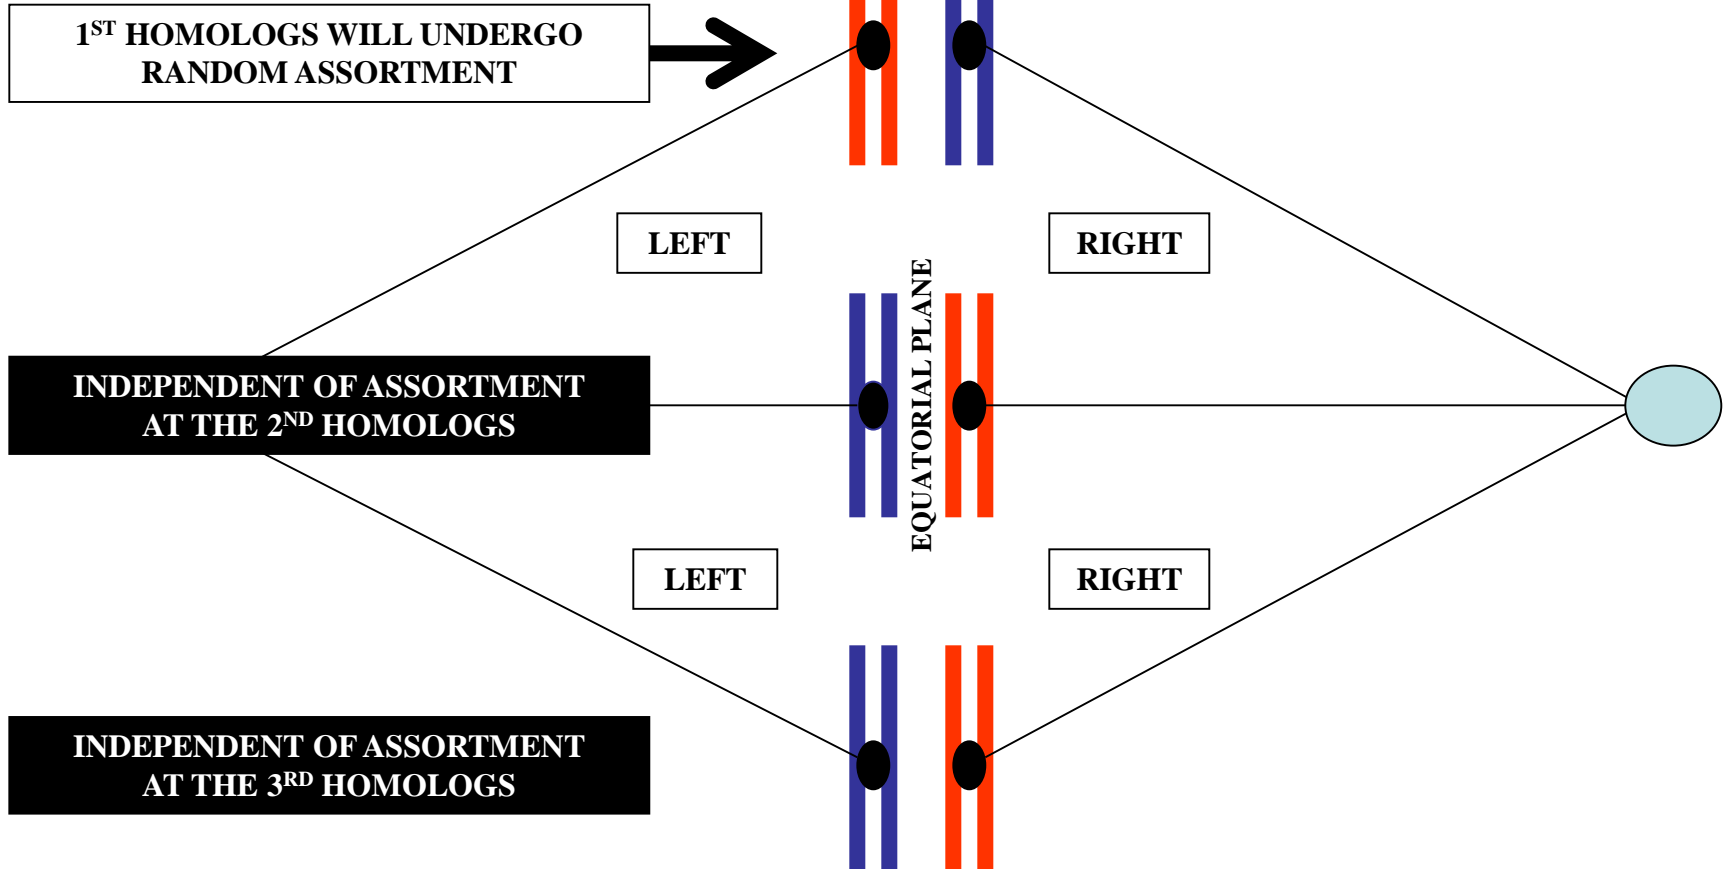 1ST HOMOLOGS WILL UNDERGO
RANDOM ASSORTMENT
LEFT
RIGHT
EQUATORIAL PLANE
INDEPENDENT OF ASSORTMENT
AT THE 2ND HOMOLOGS
LEFT
RIGHT
INDEPENDENT OF ASSORTMENT
AT THE 3RD HOMOLOGS